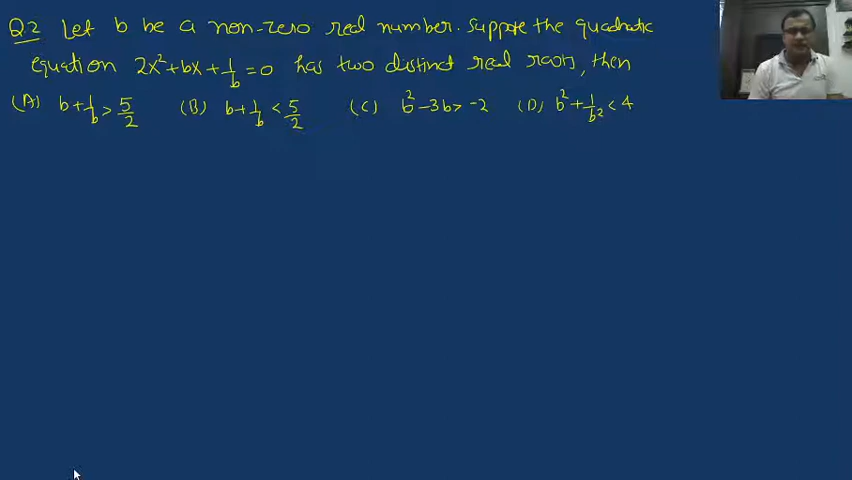 Q.2 Let b be a non-zero real number. Suppose the quadratic
equation 2x²+bx+1/b=0 has two distinct real roots, then
(A) b+1/b > 5/2 (B) b+1/b < 5/2 (C) b²-3b > -2 (D) b²+1/b² < 4